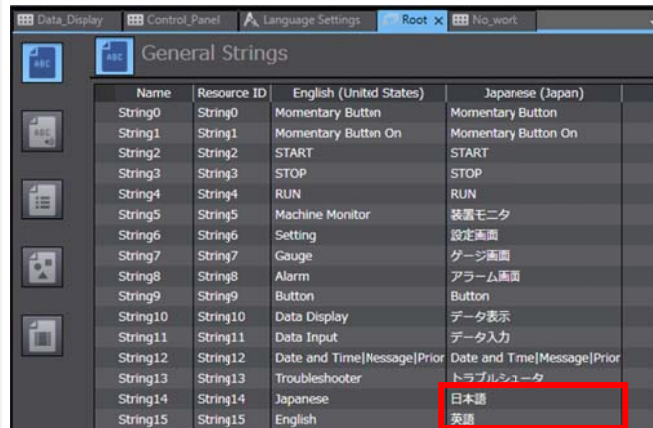 Data_Display Control_Panel Language Settings Root × No_work
General Strings
Name Resource ID English (United States) Japanese (Japan)
String0 String0 Momentary Button Momentary Button
String1 String1 Momentary Button On Momentary Button On
String2 String2 START START
String3 String3 STOP STOP
String4 String4 RUN RUN
String5 String5 Machine Monitor 装置モニタ
String6 String6 Setting 設定画面
String7 String7 Gauge ゲージ画面
String8 String8 Alarm アラーム画面
String9 String9 Button Button
String10 String10 Data Display データ表示
String11 String11 Data Input データ入力
String12 String12 Date and Time|Message|Prior Date and Time|Message|Prior
String13 String13 Troubleshooter トラブルシュータ
String14 String14 Japanese 日本語
String15 String15 English 英語